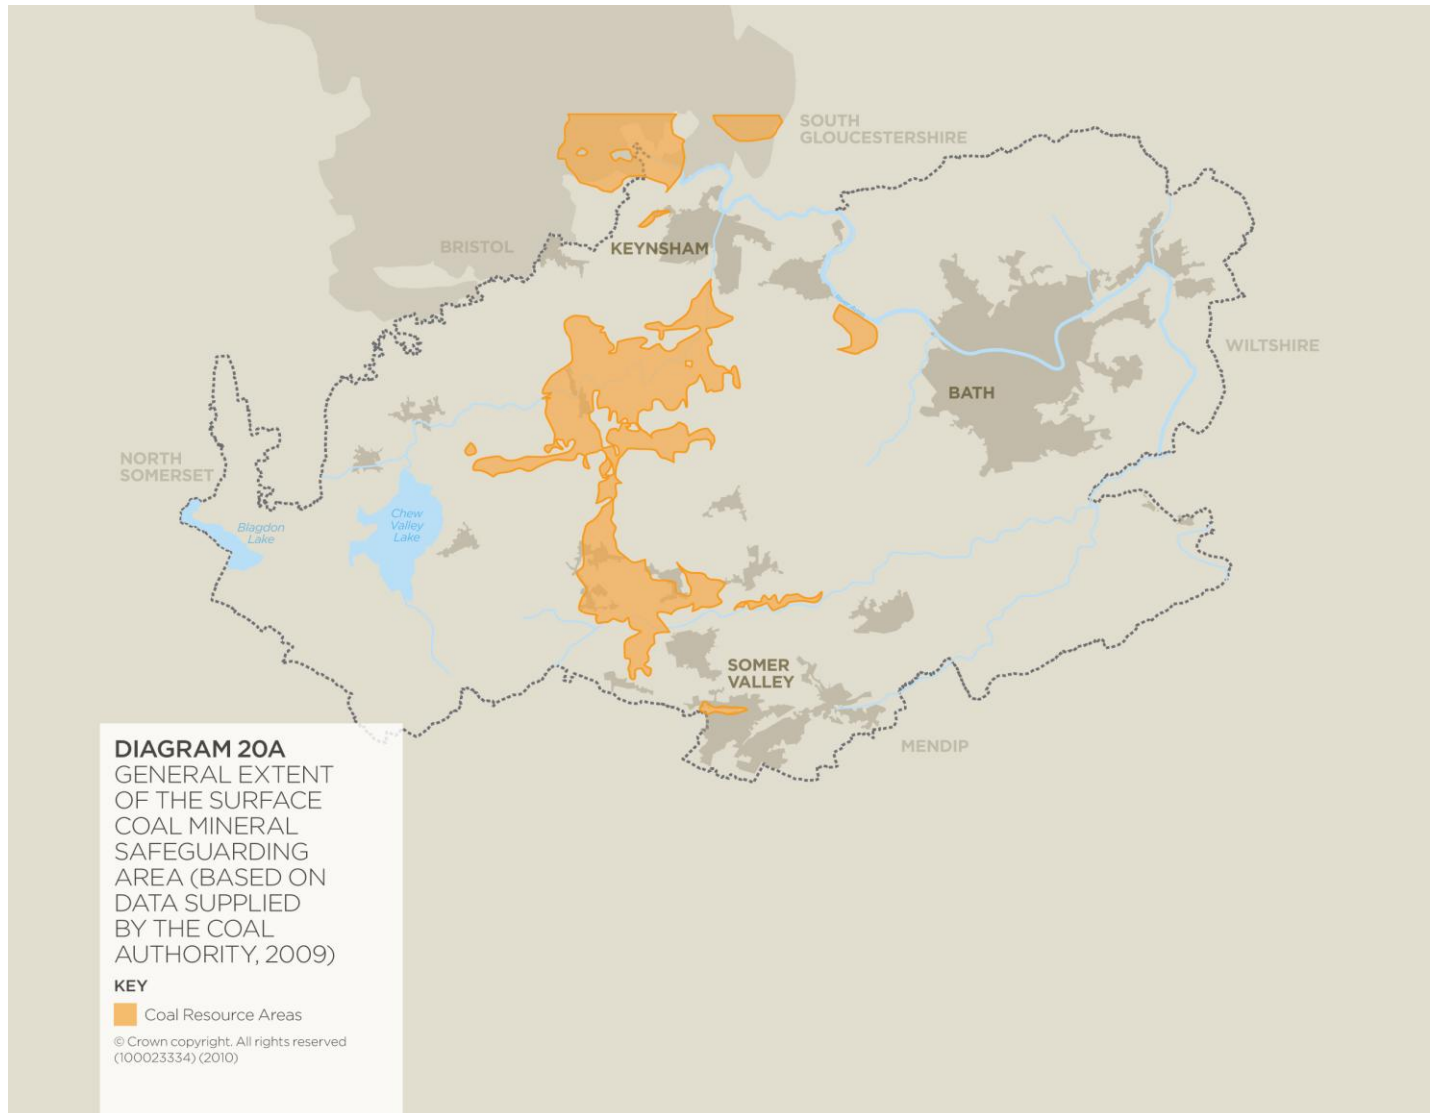 SOUTH
GLOUCESTERSHIRE
BRISTOL
KEYNSHAM
WILTSHIRE
BATH
NORTH
SOMERSET
Blagdon
Lake
Chew
Valley
Lake
SOMER
VALLEY
MENDIP
DIAGRAM 20A
GENERAL EXTENT
OF THE SURFACE
COAL MINERAL
SAFEGUARDING
AREA (BASED ON
DATA SUPPLIED
BY THE COAL
AUTHORITY, 2009)
KEY
Coal Resource Areas
© Crown copyright. All rights reserved
(100023334) (2010)